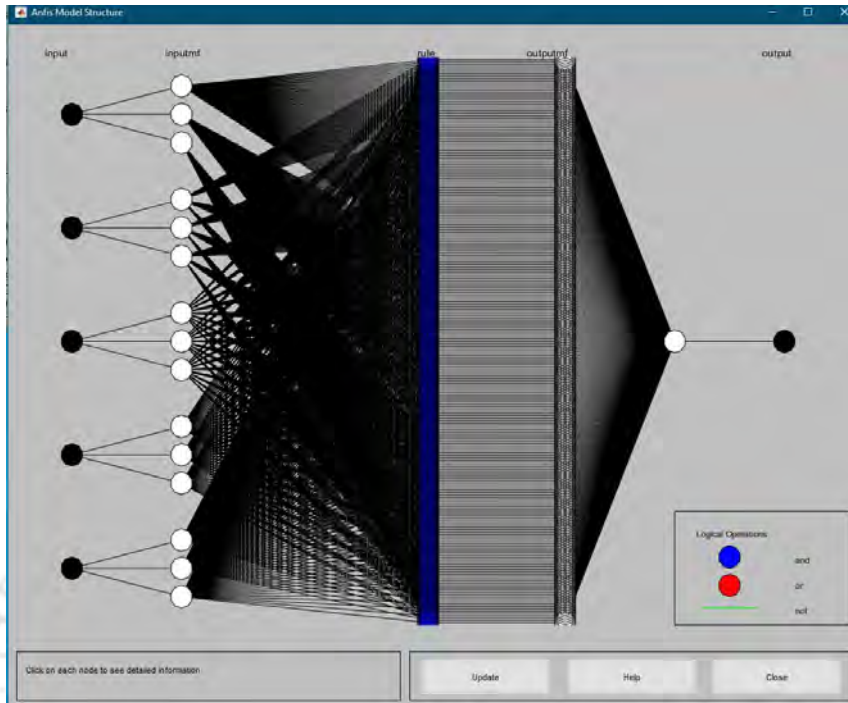 Anfis Model Structure
input inputmf rule outputmf output
Logical Operations
and
or
not
Click on each node to see detailed information
Update Help Close